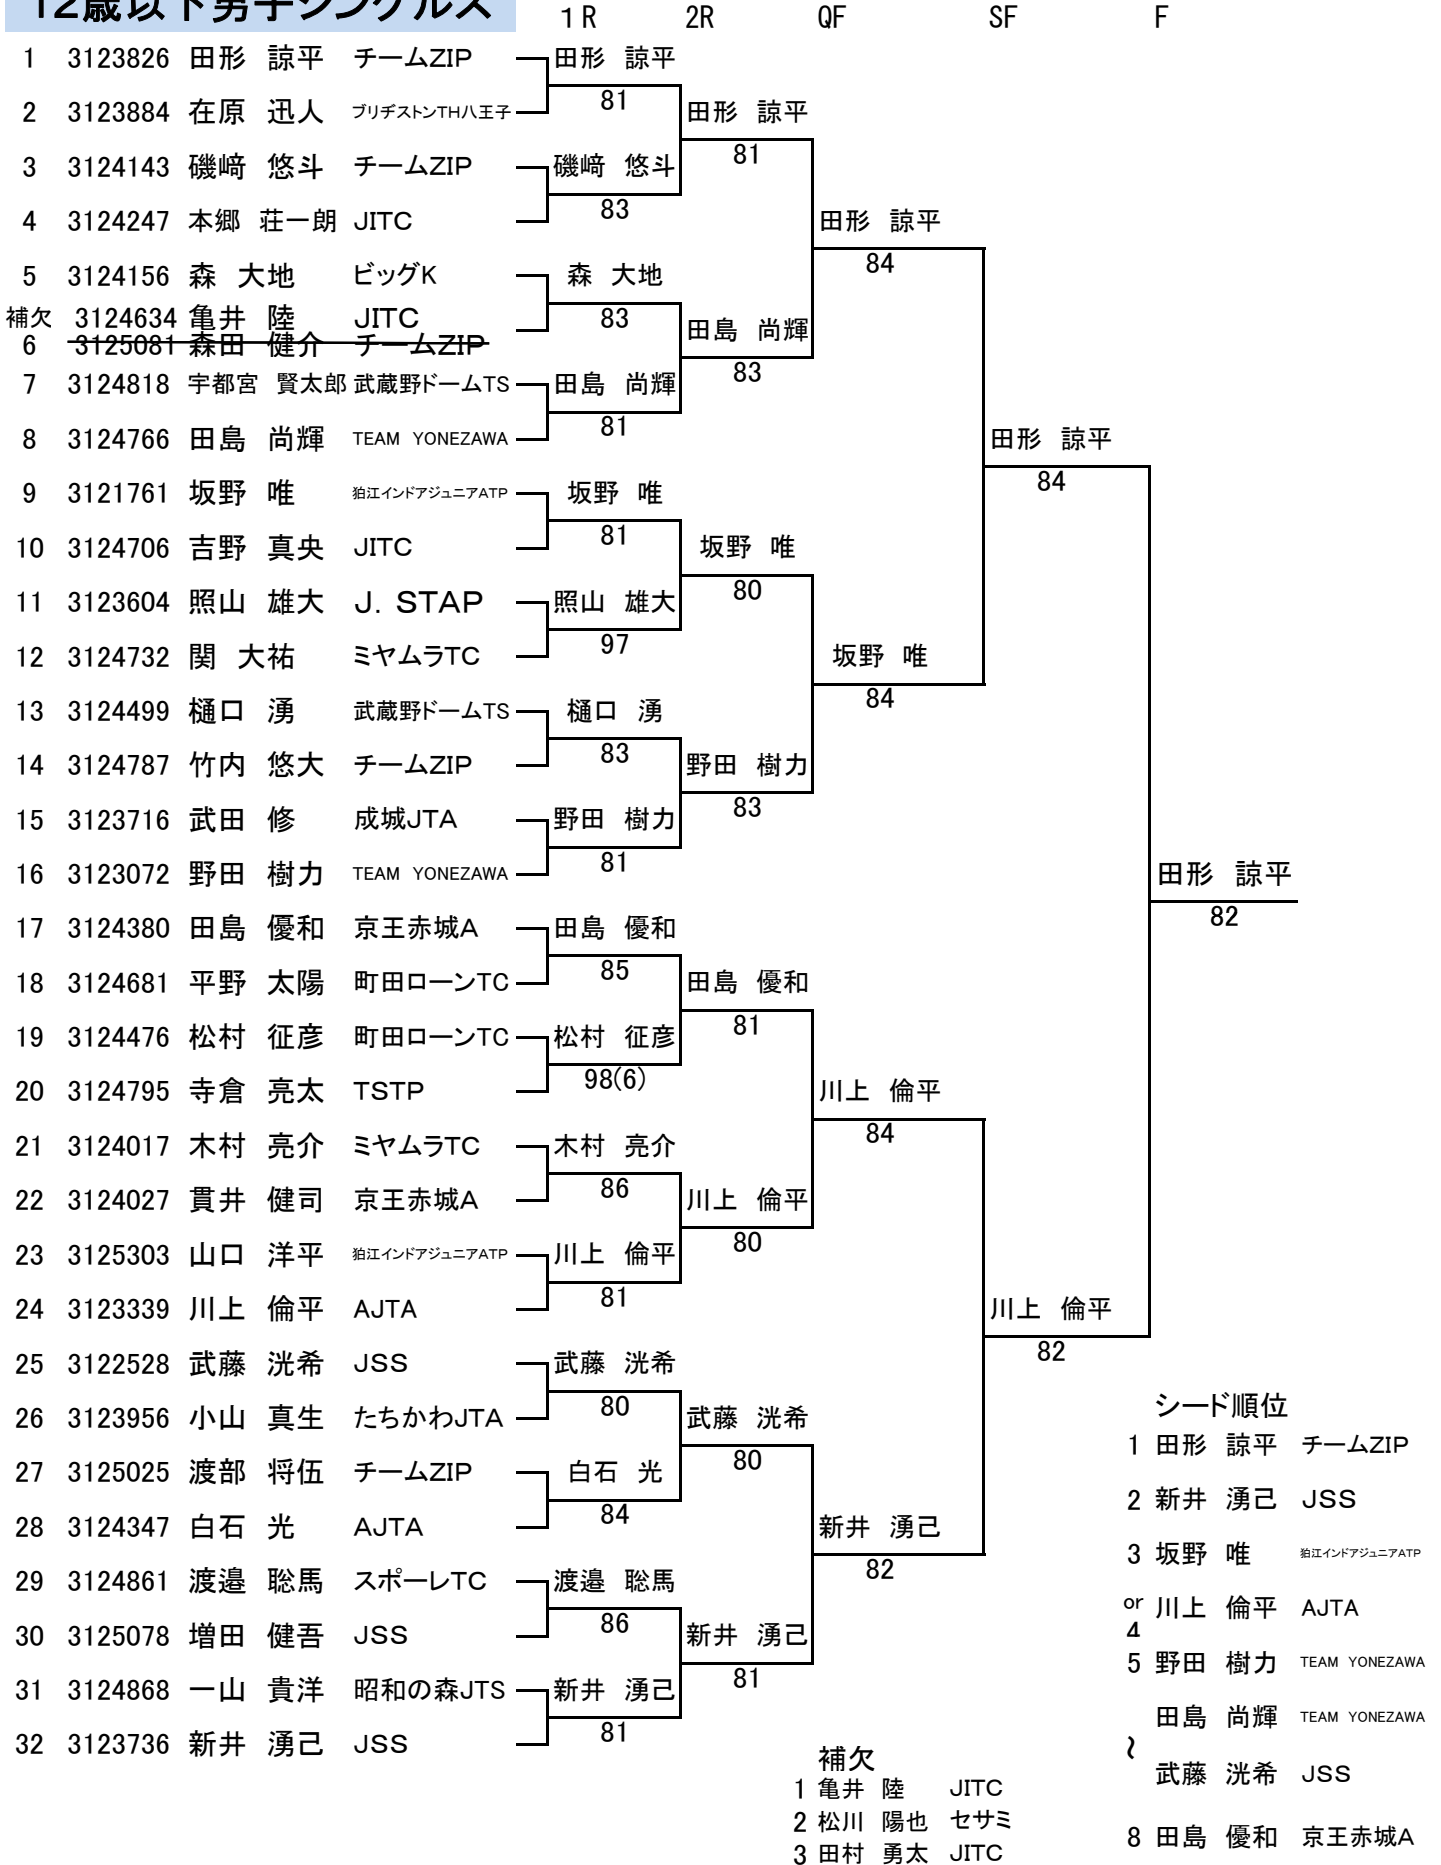 12歳以下男子シングルス
1R 2R QF SF F
1 3123826 田形 諒平 チームZIP
2 3123884 在原 迅人 ブリヂストンTH八王子
3 3124143 磯﨑 悠斗 チームZIP
4 3124247 本郷 荘一朗 JITC
5 3124156 森 大地 ビッグK
補欠 3124634 亀井 陸 JITC
6 3125081 森田 健介 チームZIP
7 3124818 宇都宮 賢太郎 武蔵野ドームTS
8 3124766 田島 尚輝 TEAM YONEZAWA
9 3121761 坂野 唯 狛江インドアジュニアATP
10 3124706 吉野 真央 JITC
11 3123604 照山 雄大 J. STAP
12 3124732 関 大祐 ミヤムラTC
13 3124499 樋口 湧 武蔵野ドームTS
14 3124787 竹内 悠大 チームZIP
15 3123716 武田 修 成城JTA
16 3123072 野田 樹力 TEAM YONEZAWA
17 3124380 田島 優和 京王赤城A
18 3124681 平野 太陽 町田ローンTC
19 3124476 松村 征彦 町田ローンTC
20 3124795 寺倉 亮太 TSTP
21 3124017 木村 亮介 ミヤムラTC
22 3124027 貫井 健司 京王赤城A
23 3125303 山口 洋平 狛江インドアジュニアATP
24 3123339 川上 倫平 AJTA
25 3122528 武藤 洸希 JSS
26 3123956 小山 真生 たちかわJTA
27 3125025 渡部 将伍 チームZIP
28 3124347 白石 光 AJTA
29 3124861 渡邉 聡馬 スポーレTC
30 3125078 増田 健吾 JSS
31 3124868 一山 貴洋 昭和の森JTS
32 3123736 新井 湧己 JSS
田形 諒平
81
磯﨑 悠斗
83
森 大地
83
田島 尚輝
81
坂野 唯
81
照山 雄大
97
樋口 湧
83
野田 樹力
81
田島 優和
85
松村 征彦
98(6)
木村 亮介
86
川上 倫平
81
武藤 洸希
80
白石 光
84
渡邉 聡馬
86
新井 湧己
81
田形 諒平
81
田島 尚輝
83
坂野 唯
80
野田 樹力
83
田島 優和
81
川上 倫平
80
武藤 洸希
80
新井 湧己
81
田形 諒平
84
坂野 唯
84
川上 倫平
84
新井 湧己
82
田形 諒平
84
川上 倫平
82
田形 諒平
82
シード順位
1 田形 諒平 チームZIP
2 新井 湧己 JSS
3 坂野 唯 狛江インドアジュニアATP
or 4 川上 倫平 AJTA
5 野田 樹力 TEAM YONEZAWA
田島 尚輝 TEAM YONEZAWA
~
武藤 洸希 JSS
8 田島 優和 京王赤城A
補欠
1 亀井 陸 JITC
2 松川 陽也 セサミ
3 田村 勇太 JITC